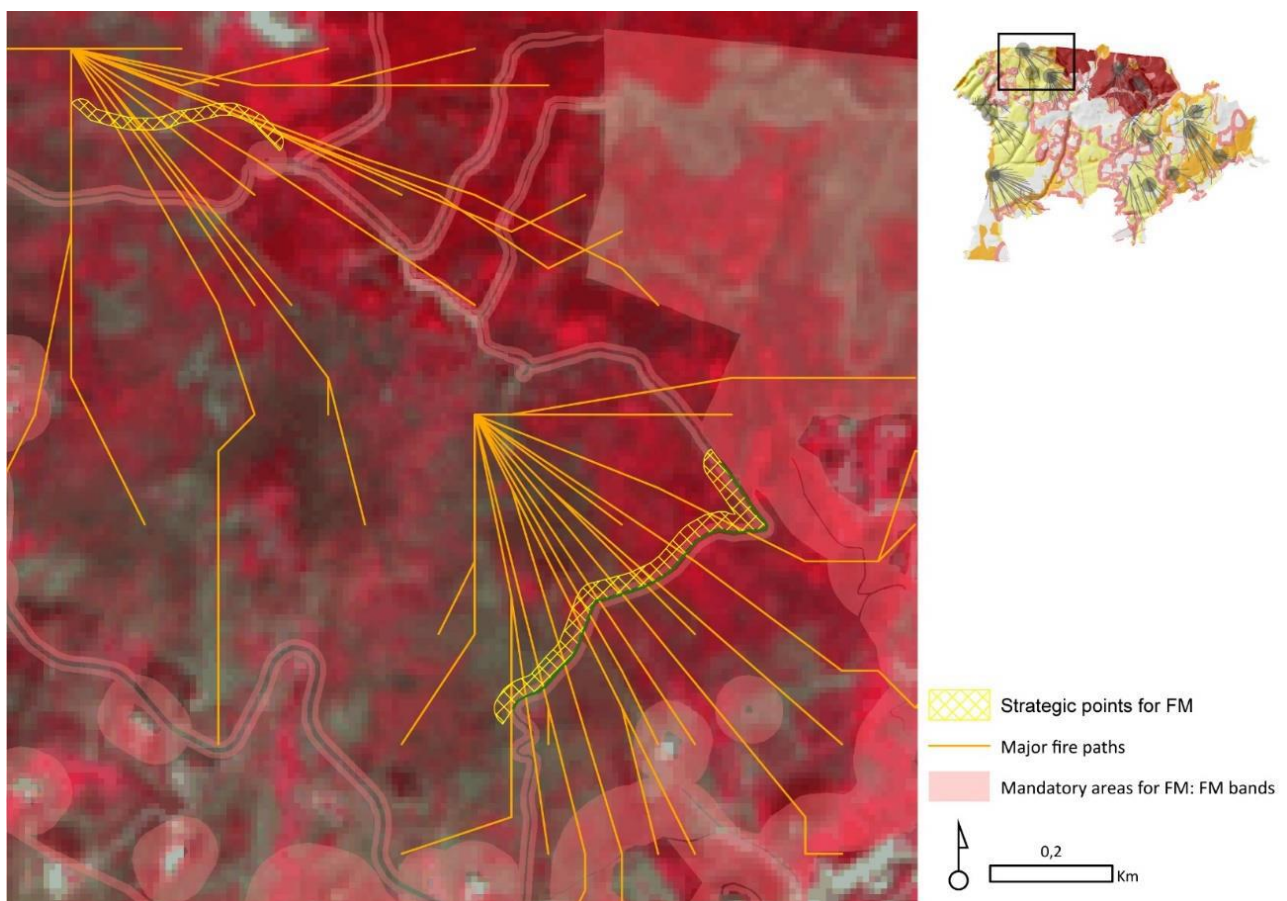 Strategic points for FM
Major fire paths
Mandatory areas for FM: FM bands
0,2
Km